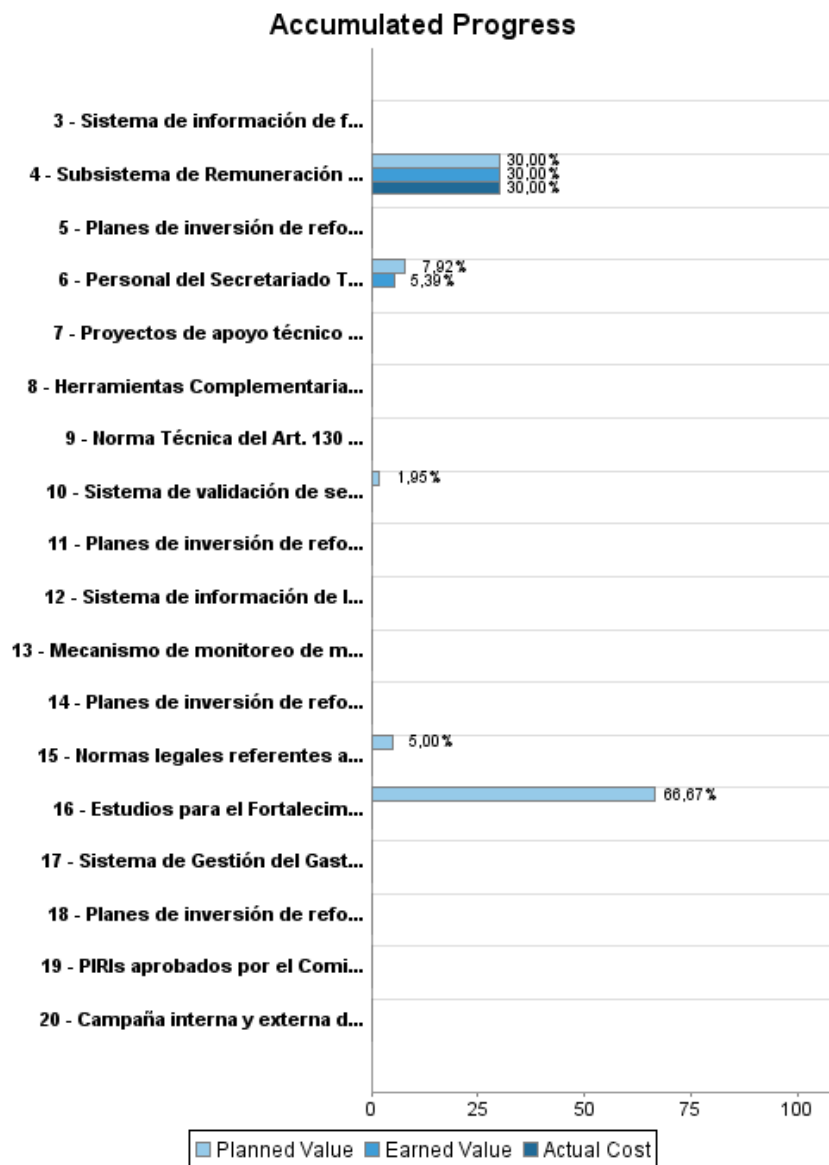 Accumulated Progress
3 - Sistema de información de f...
4 - Subsistema de Remuneración ...
30,00%
30,00%
30,00%
5 - Planes de inversión de refo...
6 - Personal del Secretariado T...
7,92%
5,39%
7 - Proyectos de apoyo técnico ...
8 - Herramientas Complementaria...
9 - Norma Técnica del Art. 130 ...
10 - Sistema de validación de se...
1,95%
11 - Planes de inversión de refo...
12 - Sistema de información de l...
13 - Mecanismo de monitoreo de m...
14 - Planes de inversión de refo...
15 - Normas legales referentes a...
5,00%
16 - Estudios para el Fortalecim...
66,67%
17 - Sistema de Gestión del Gast...
18 - Planes de inversión de refo...
19 - PIRIs aprobados por el Comi...
20 - Campaña interna y externa d...
0 25 50 75 100
Planned Value Earned Value Actual Cost